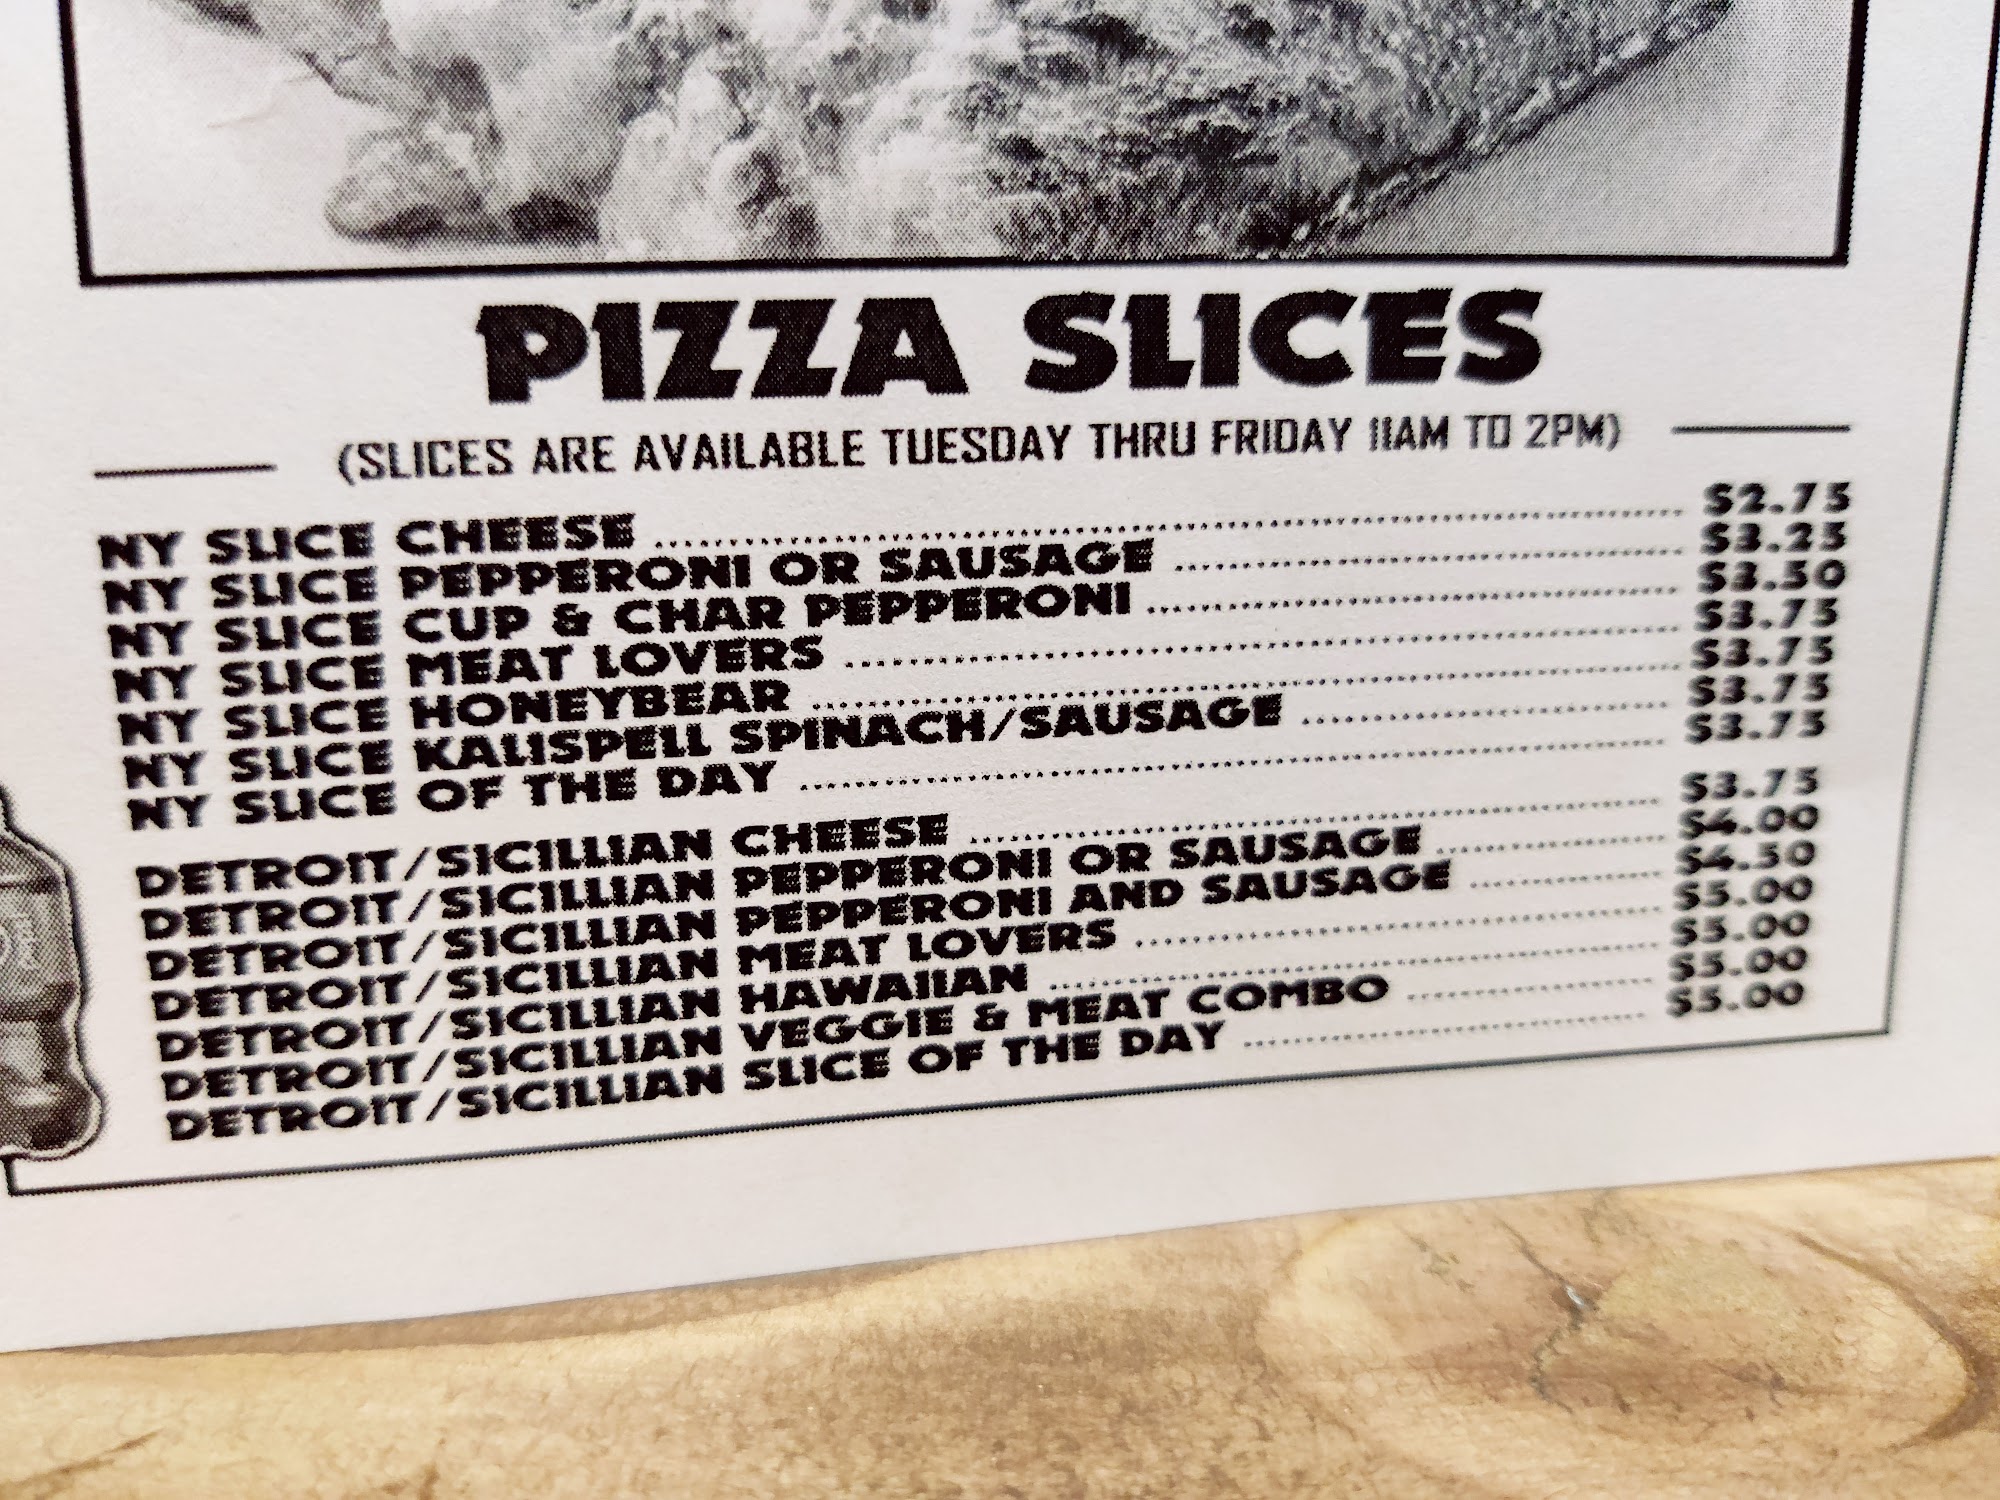 PIZZA SLICES
(SLICES ARE AVAILABLE TUESDAY THRU FRIDAY 11AM TO 2PM)
NY SLICE CHEESE $2.75
NY SLICE PEPPERONI OR SAUSAGE $3.25
NY SLICE CUP & CHAR PEPPERONI $3.50
NY SLICE MEAT LOVERS $3.75
NY SLICE HONEYBEAR $3.75
NY SLICE KALISPELL SPINACH/SAUSAGE $3.75
NY SLICE OF THE DAY $3.75
DETROIT/SICILLIAN CHEESE $3.75
DETROIT/SICILLIAN PEPPERONI OR SAUSAGE $4.00
DETROIT/SICILLIAN PEPPERONI AND SAUSAGE $4.50
DETROIT/SICILLIAN MEAT LOVERS $5.00
DETROIT/SICILLIAN HAWAIIAN $5.00
DETROIT/SICILLIAN VEGGIE & MEAT COMBO $5.00
DETROIT/SICILLIAN SLICE OF THE DAY $5.00